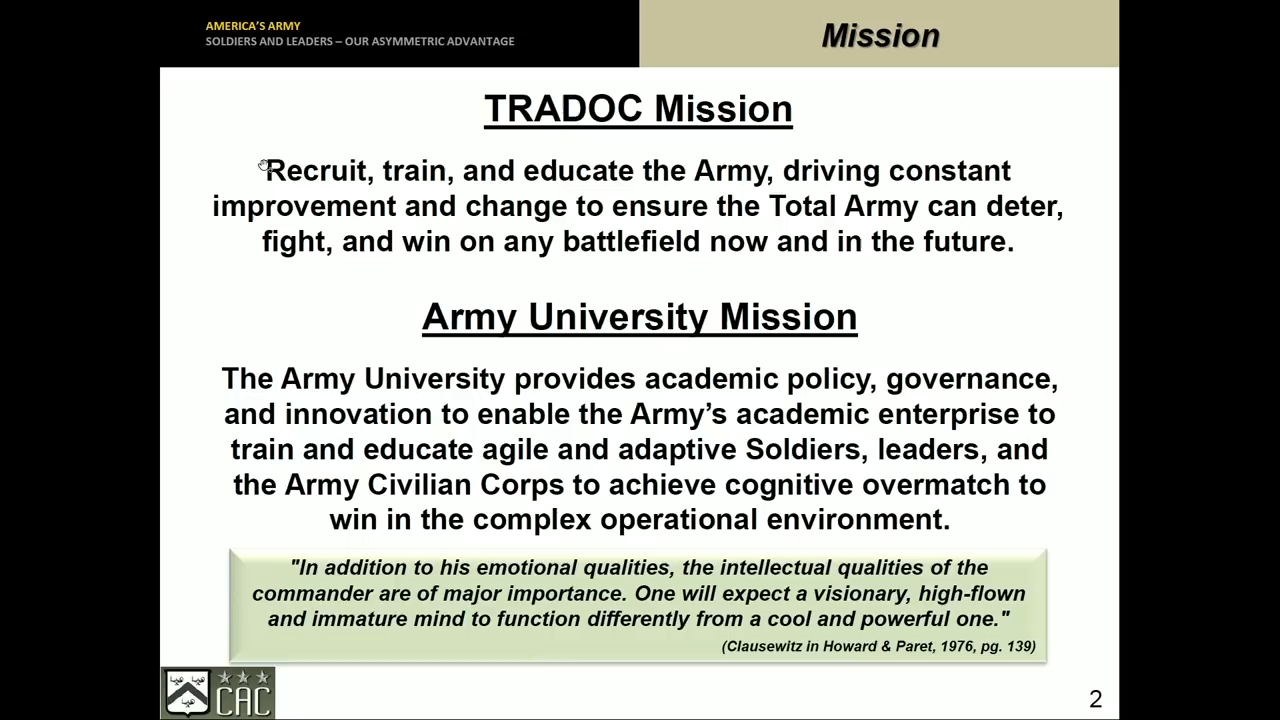 AMERICA'S ARMY
SOLDIERS AND LEADERS – OUR ASYMMETRIC ADVANTAGE
Mission
TRADOC Mission
Recruit, train, and educate the Army, driving constant
improvement and change to ensure the Total Army can deter,
fight, and win on any battlefield now and in the future.
Army University Mission
The Army University provides academic policy, governance,
and innovation to enable the Army's academic enterprise to
train and educate agile and adaptive Soldiers, leaders, and
the Army Civilian Corps to achieve cognitive overmatch to
win in the complex operational environment.
"In addition to his emotional qualities, the intellectual qualities of the
commander are of major importance. One will expect a visionary, high-flown
and immature mind to function differently from a cool and powerful one."
(Clausewitz in Howard & Paret, 1976, pg. 139)
CAC
2